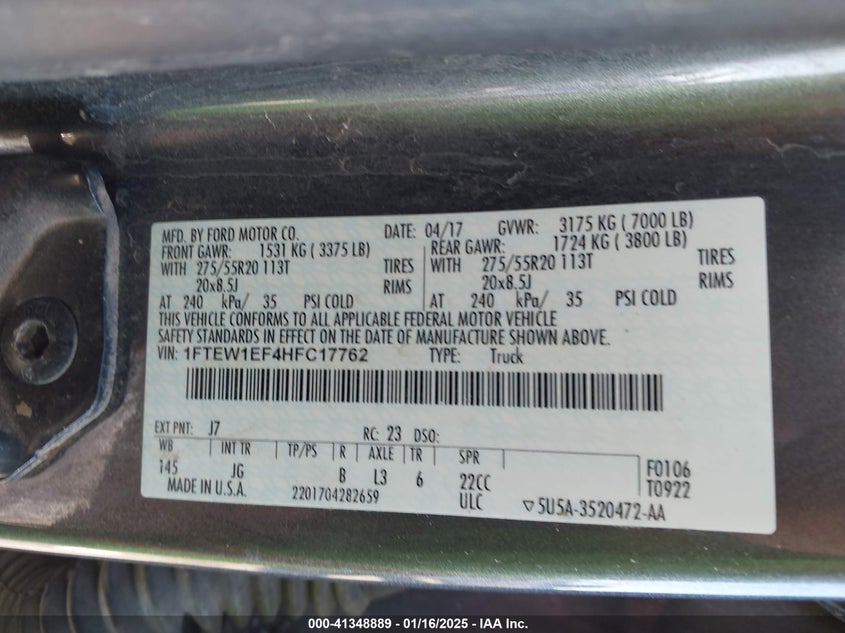 MFD. BY FORD MOTOR CO. DATE: 04/17 GVWR: 3175 KG ( 7000 LB)
FRONT GAWR: 1531 KG ( 3375 LB) REAR GAWR: 1724 KG ( 3800 LB)
WITH 275/55R20 113T TIRES WITH 275/55R20 113T TIRES
20x8.5J RIMS 20x8.5J RIMS
AT 240 kPa/ 35 PSI COLD AT 240 kPa/ 35 PSI COLD
THIS VEHICLE CONFORMS TO ALL APPLICABLE FEDERAL MOTOR VEHICLE
SAFETY STANDARDS IN EFFECT ON THE DATE OF MANUFACTURE SHOWN ABOVE.
VIN: 1FTEW1EF4HFC17762 TYPE: Truck
EXT PNT: J7 RC: 23 DSO:
WB INT TR TP/PS R AXLE TR SPR
145 JG B L3 6 22CC F0106
MADE IN U.S.A. 2201704282659 ULC T0922
▽5U5A-3520472-AA
000-41348889 - 01/16/2025 - IAA Inc.